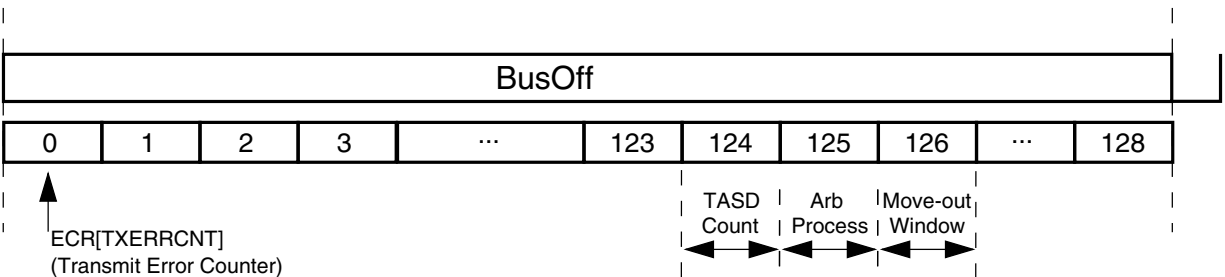 BusOff
0 1 2 3 ... 123 124 125 126 ... 128
TASD Count
Arb Process
Move-out Window
ECR[TXERRCNT]
(Transmit Error Counter)